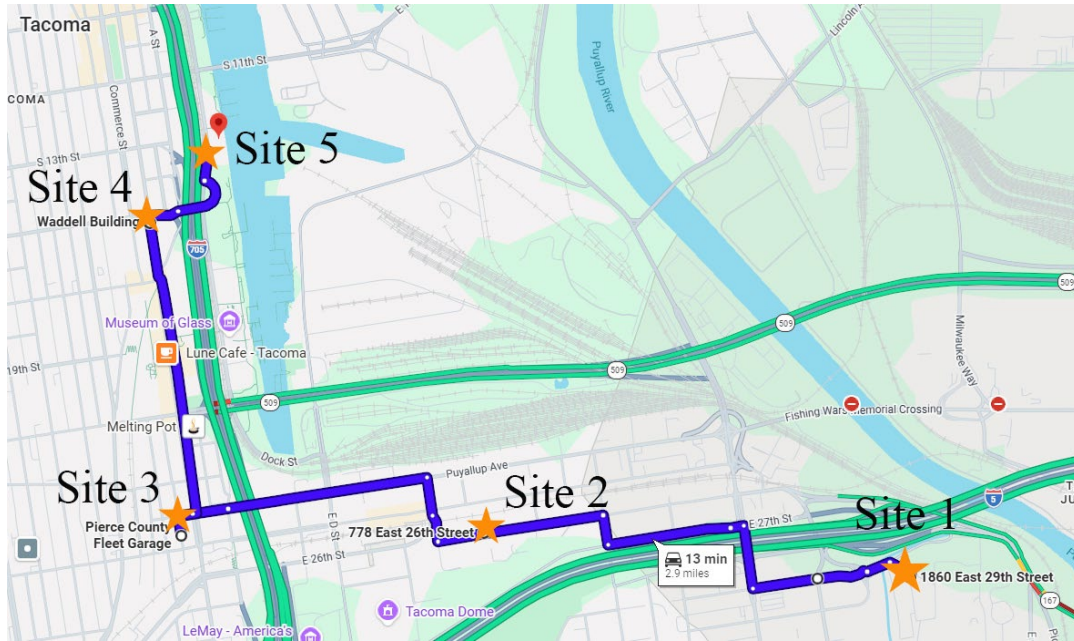 Tacoma
A St
S 11th St
Lincoln A
Puyallup River
Commerce St
COMA
S 13th St
Site 5
Site 4
Waddell Building
705
Museum of Glass
Lune Cafe - Tacoma
19th St
509
509
509
509
Milwaukee Way
Fishing Wars Memorial Crossing
Melting Pot
Dock St
Puyallup Ave
Site 3
Site 2
Site 1
Pierce County
Fleet Garage
E D St
E 26th St
778 East 26th Street
E 27th St
5
13 min
2.9 miles
1860 East 29th Street
Tacoma Dome
167
LeMay - America's